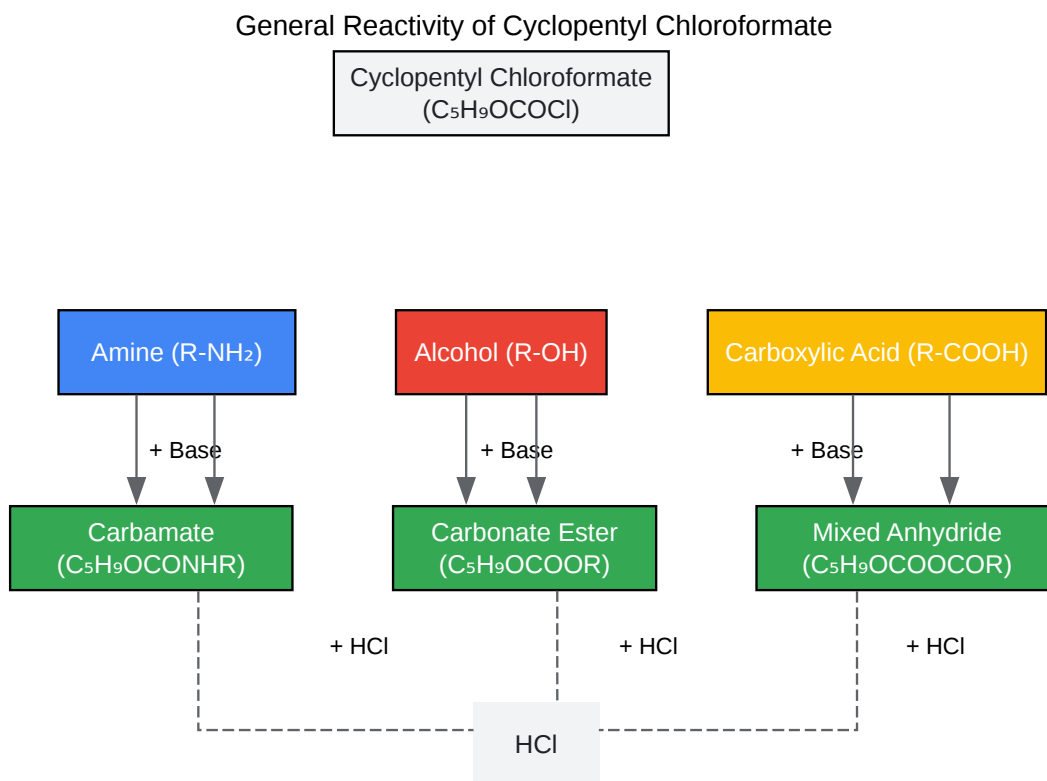 General Reactivity of Cyclopentyl Chloroformate
Cyclopentyl Chloroformate
(C₅H₉OCOCl)
Amine (R-NH₂)
Alcohol (R-OH)
Carboxylic Acid (R-COOH)
+ Base
+ Base
+ Base
Carbamate
(C₅H₉OCONHR)
Carbonate Ester
(C₅H₉OCOOR)
Mixed Anhydride
(C₅H₉OCOOCOR)
+ HCl
+ HCl
+ HCl
HCl